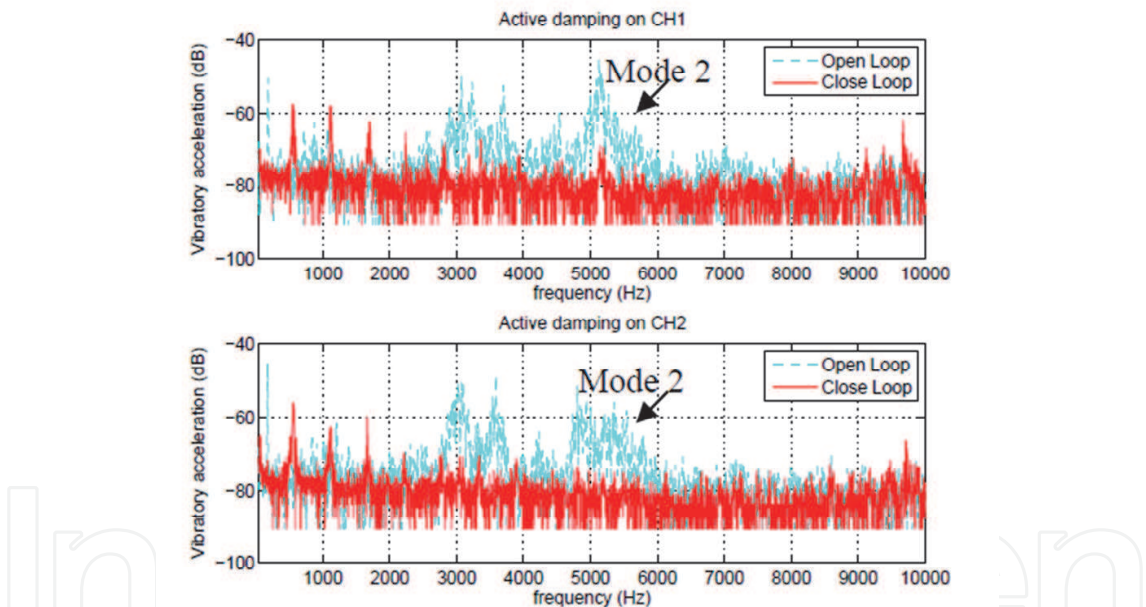 Active damping on CH1
Vibratory acceleration (dB)
−40
−60
−80
−100
Mode 2
Open Loop
Close Loop
1000 2000 3000 4000 5000 6000 7000 8000 9000 10000
frequency (Hz)
Active damping on CH2
Vibratory acceleration (dB)
−40
−60
−80
−100
Mode 2
Open Loop
Close Loop
1000 2000 3000 4000 5000 6000 7000 8000 9000 10000
frequency (Hz)
In
en